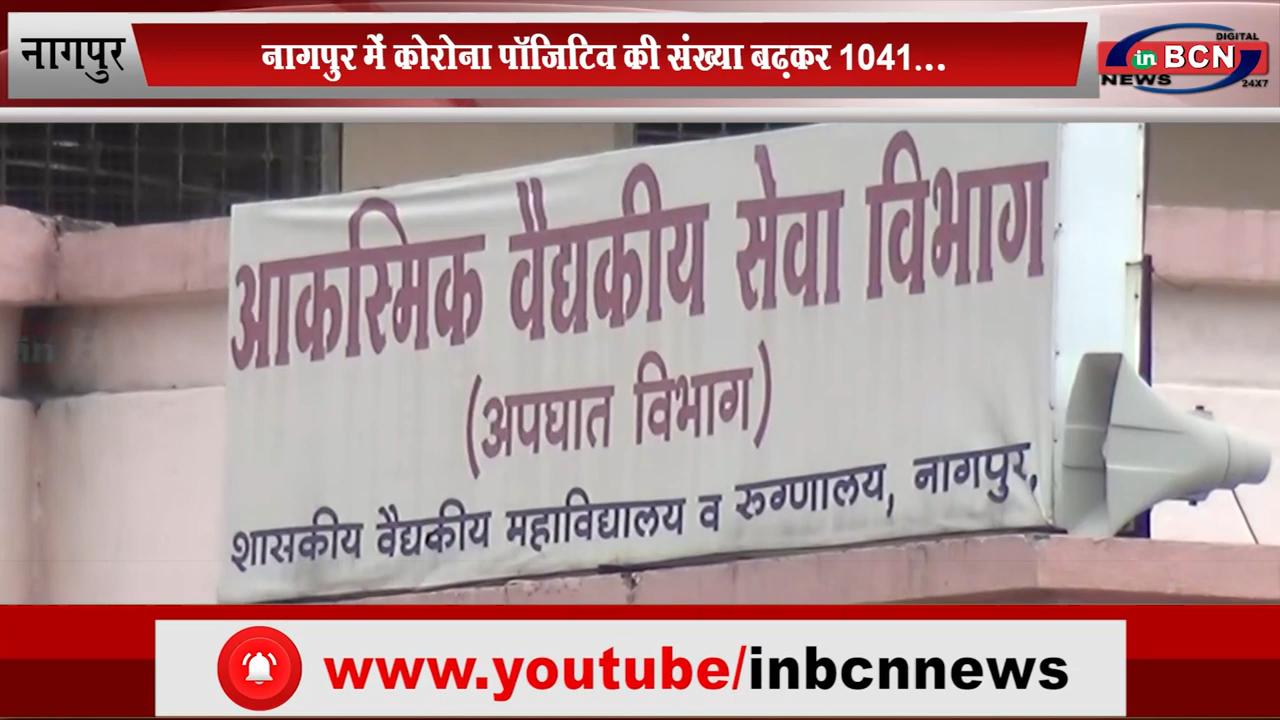 नागपुर
नागपुर में कोरोना पॉजिटिव की संख्या बढ़कर 1041...
DIGITAL
in BCN
NEWS 24X7
आकस्मिक वैद्यकीय सेवा विभाग
(अपघात विभाग)
शासकीय वैद्यकीय महाविद्यालय व रुग्णालय, नागपुर,
www.youtube/inbcnnews